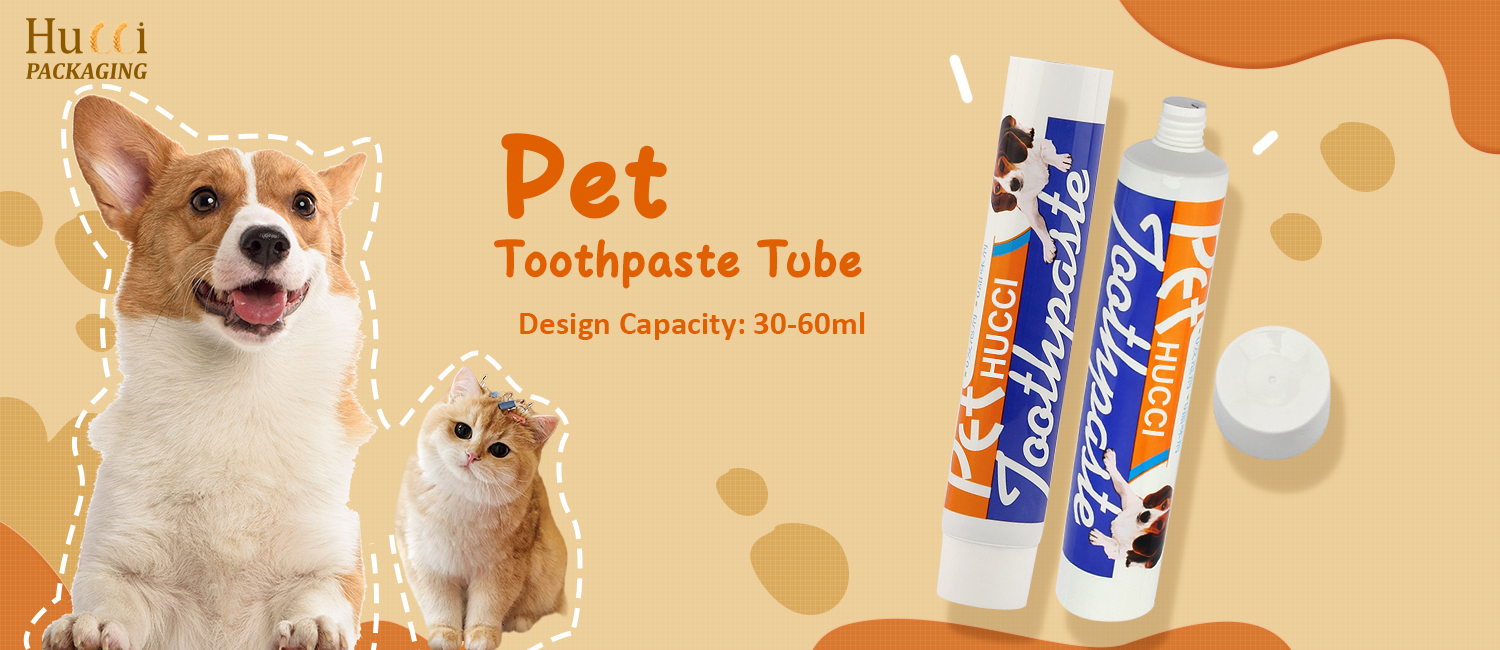 Hucci
PACKAGING
Pet
Toothpaste Tube
Design Capacity: 30-60ml
Pet
HUCCI
Toothpaste
Pet
HUCCI
Toothpaste